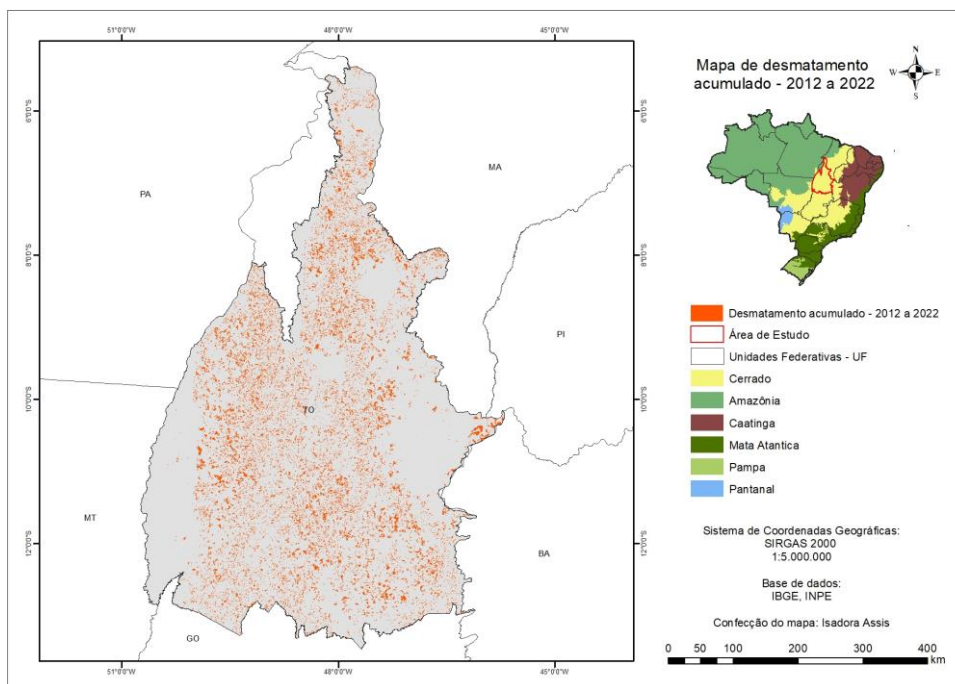 51°0'0"W
48°0'0"W
45°0'0"W
6°0'0"S
6°0'0"S
8°0'0"S
8°0'0"S
10°0'0"S
10°0'0"S
12°0'0"S
12°0'0"S
PA
MA
PI
TO
MT
BA
GO
51°0'0"W
48°0'0"W
45°0'0"W
Mapa de desmatamento
acumulado - 2012 a 2022
N
W
E
S
Desmatamento acumulado - 2012 a 2022
Área de Estudo
Unidades Federativas - UF
Cerrado
Amazônia
Caatinga
Mata Atantica
Pampa
Pantanal
Sistema de Coordenadas Geográficas:
SIRGAS 2000
1:5.000.000
Base de dados:
IBGE, INPE
Confecção do mapa: Isadora Assis
0 50 100 200 300 400
km